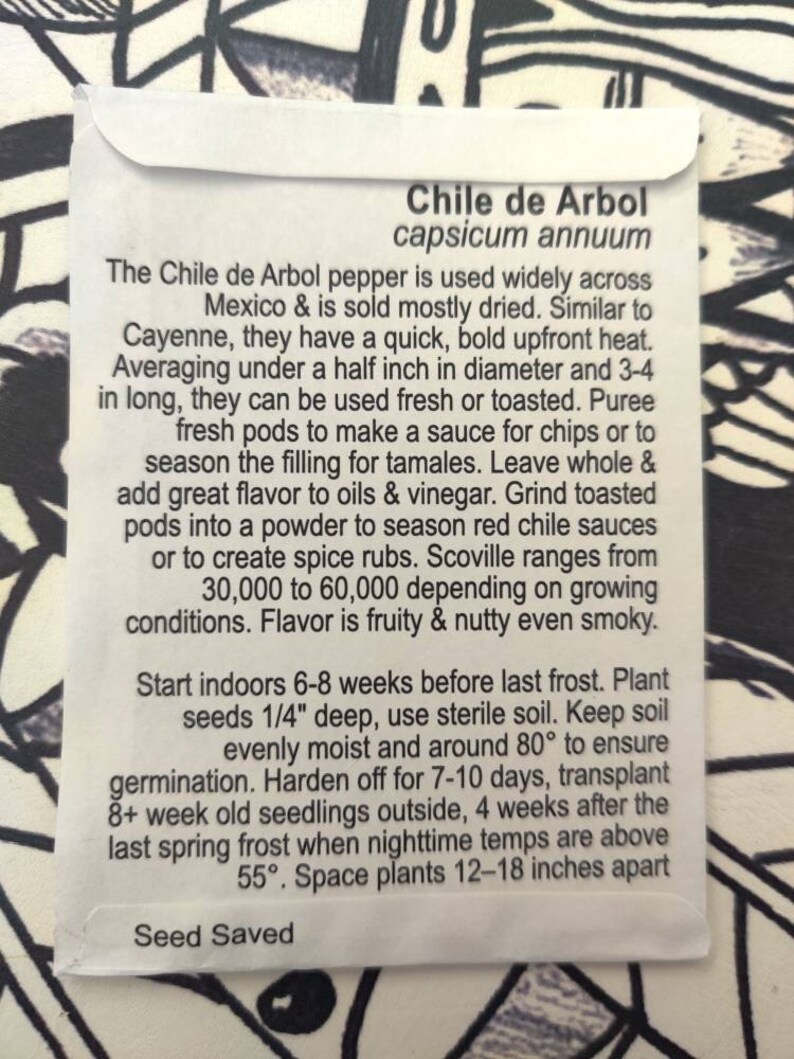 Chile de Arbol
capsicum annuum
The Chile de Arbol pepper is used widely across
Mexico & is sold mostly dried. Similar to
Cayenne, they have a quick, bold upfront heat.
Averaging under a half inch in diameter and 3-4
in long, they can be used fresh or toasted. Puree
fresh pods to make a sauce for chips or to
season the filling for tamales. Leave whole &
add great flavor to oils & vinegar. Grind toasted
pods into a powder to season red chile sauces
or to create spice rubs. Scoville ranges from
30,000 to 60,000 depending on growing
conditions. Flavor is fruity & nutty even smoky.
Start indoors 6-8 weeks before last frost. Plant
seeds 1/4" deep, use sterile soil. Keep soil
evenly moist and around 80° to ensure
germination. Harden off for 7-10 days, transplant
8+ week old seedlings outside, 4 weeks after the
last spring frost when nighttime temps are above
55°. Space plants 12–18 inches apart
Seed Saved